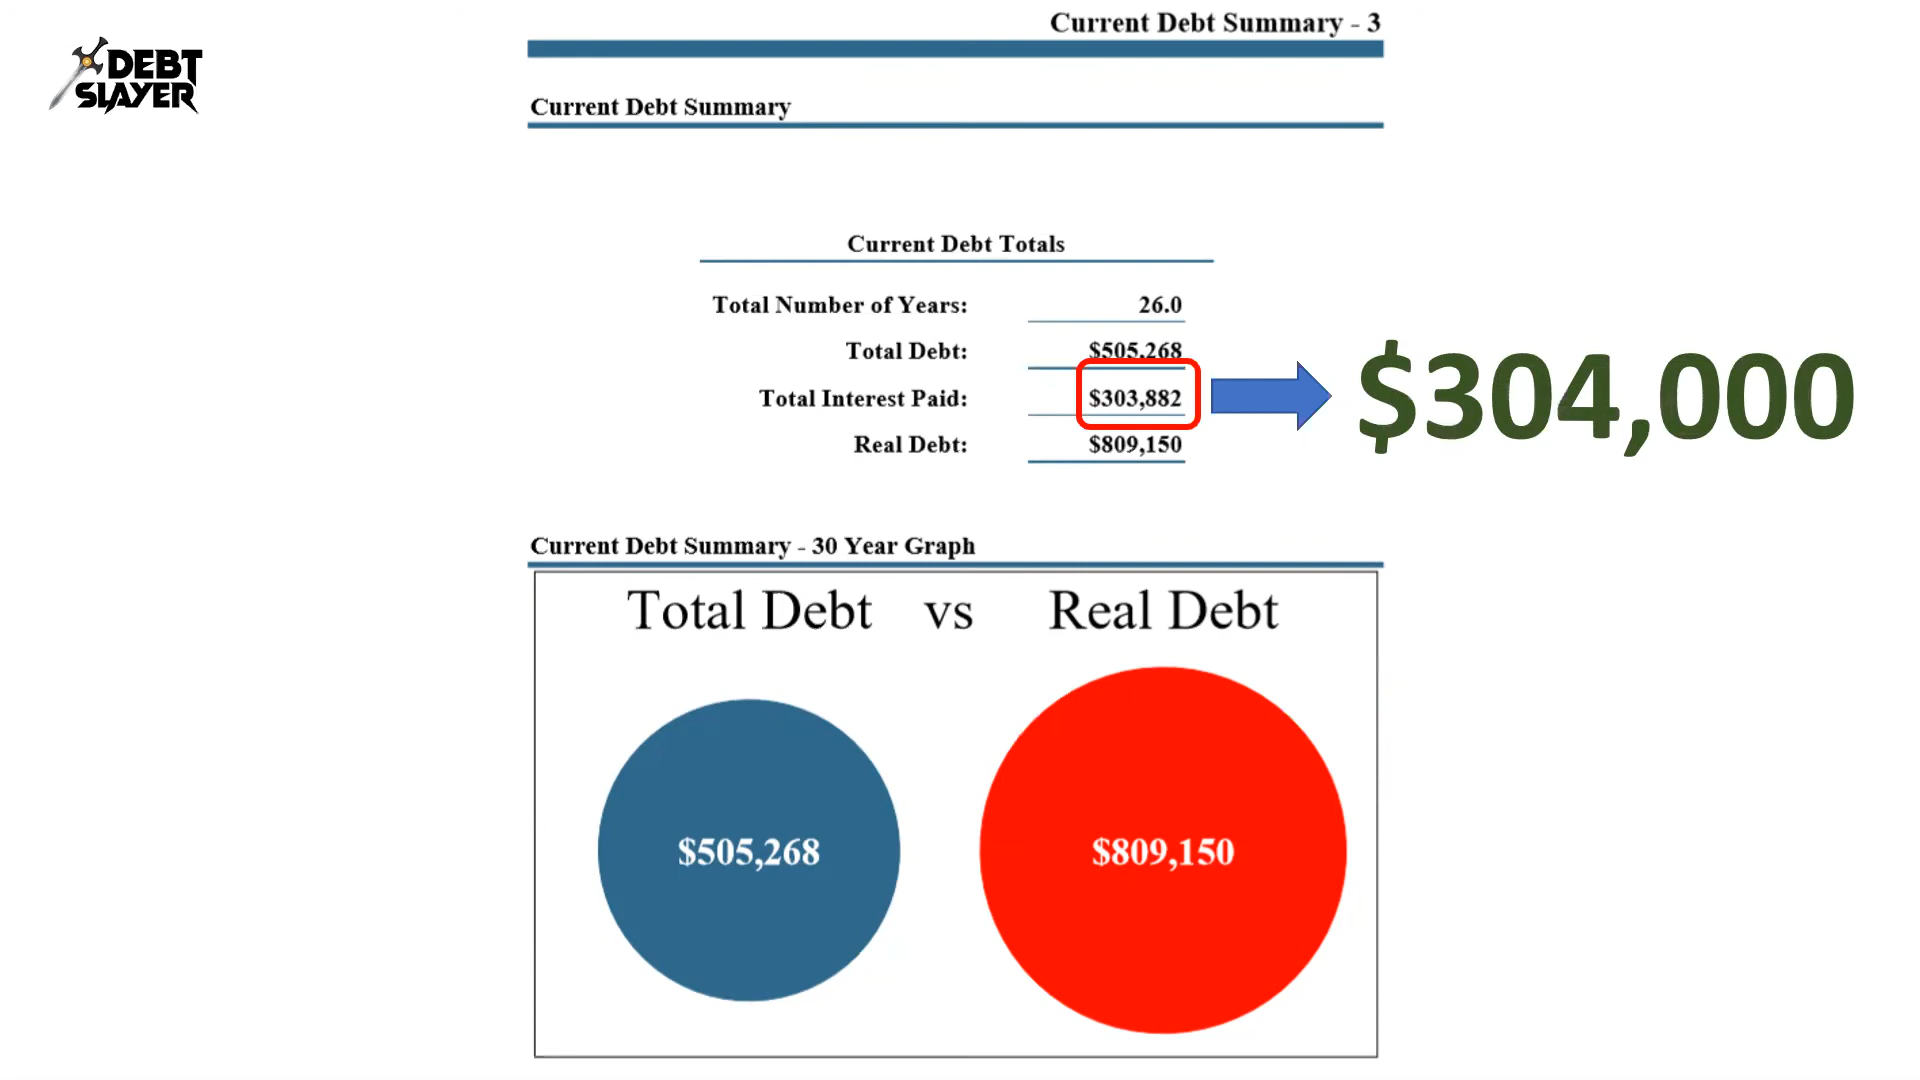 Current Debt Summary - 3
DEBT
SLAYER
Current Debt Summary
Current Debt Totals
Total Number of Years: 26.0
Total Debt: $505,268
Total Interest Paid: $303,882
$304,000
Real Debt: $809,150
Current Debt Summary - 30 Year Graph
Total Debt vs Real Debt
$505,268
$809,150